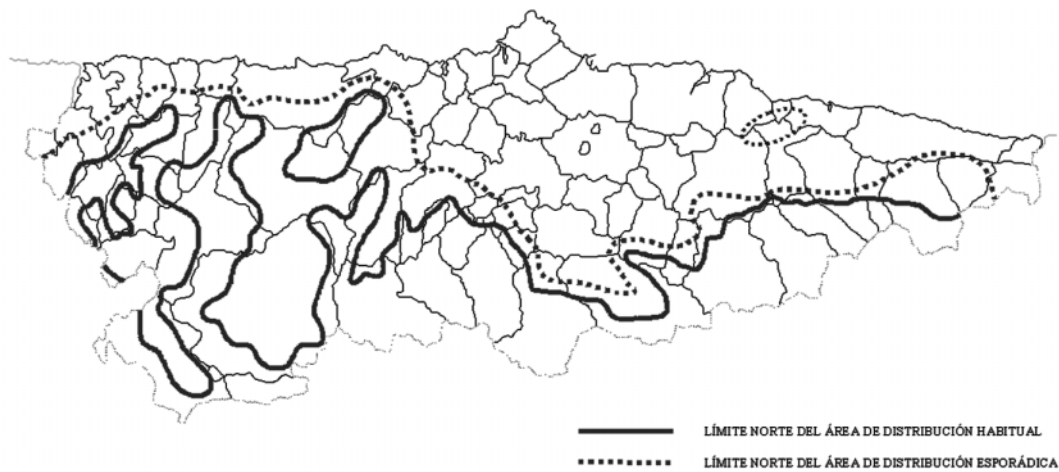 LÍMITE NORTE DEL ÁREA DE DISTRIBUCIÓN HABITUAL
LÍMITE NORTE DEL ÁREA DE DISTRIBUCIÓN ESPORÁDICA